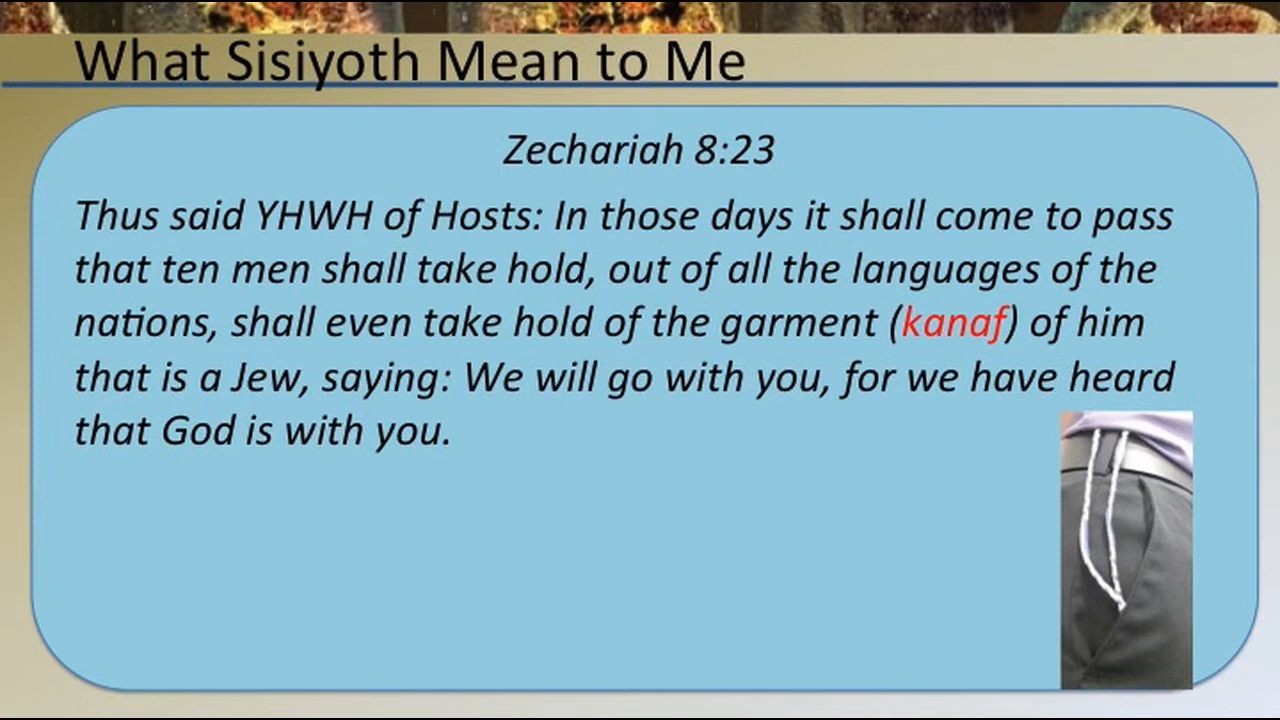 What Sisiyoth Mean to Me
Zechariah 8:23
Thus said YHWH of Hosts: In those days it shall come to pass
that ten men shall take hold, out of all the languages of the
nations, shall even take hold of the garment (kanaf) of him
that is a Jew, saying: We will go with you, for we have heard
that God is with you.